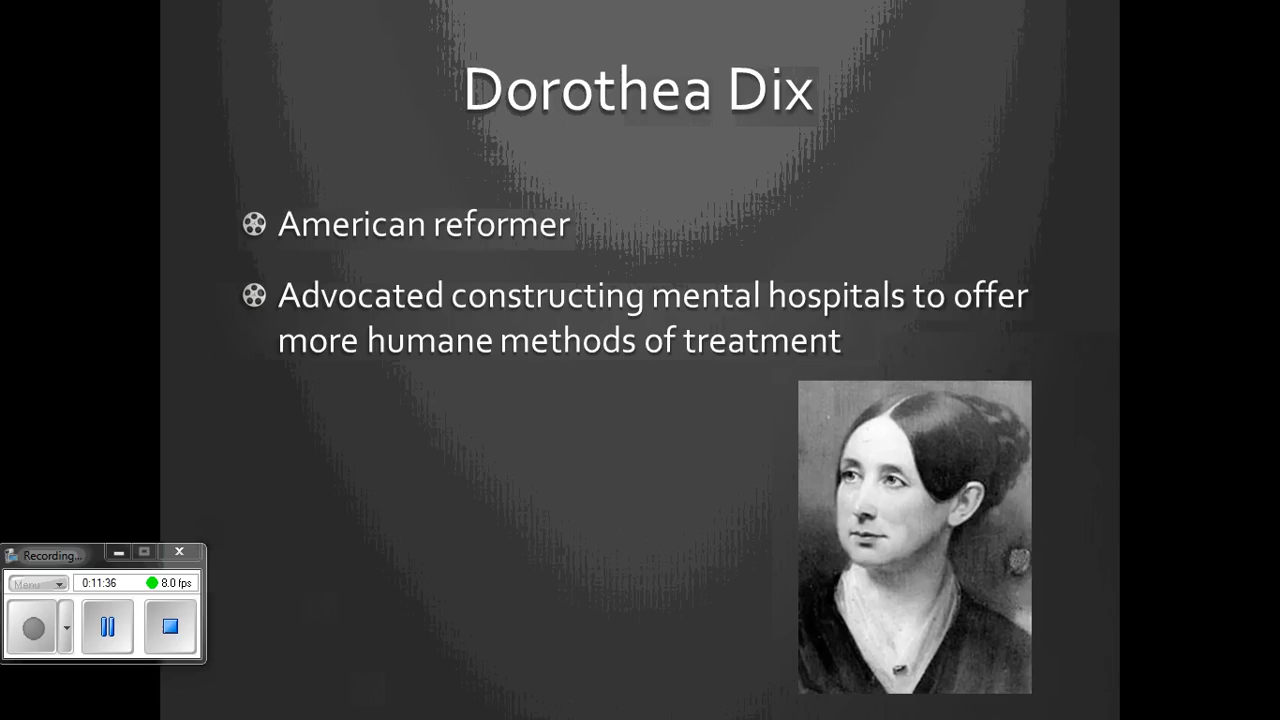 Dorothea Dix
American reformer
Advocated constructing mental hospitals to offer
more humane methods of treatment
Recording...
Menu
0:11:36
8.0 fps